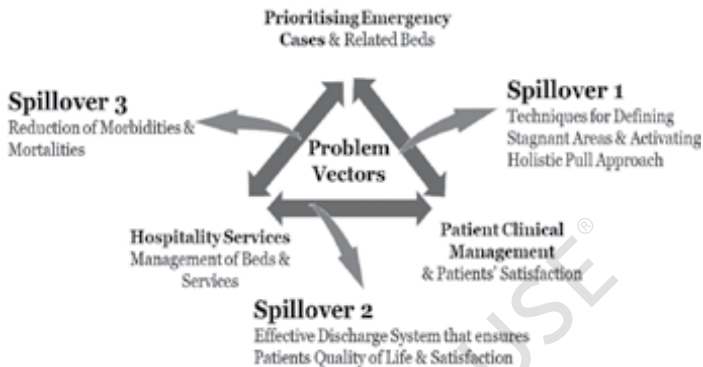 Prioritising Emergency
Cases & Related Beds
Spillover 3
Reduction of Morbidities &
Mortalities
Spillover 1
Techniques for Defining
Stagnant Areas & Activating
Holistic Pull Approach
Problem
Vectors
Hospitality Services
Management of Beds &
Services
Patient Clinical
Management
& Patients' Satisfaction
Spillover 2
Effective Discharge System that ensures
Patients Quality of Life & Satisfaction
USE®